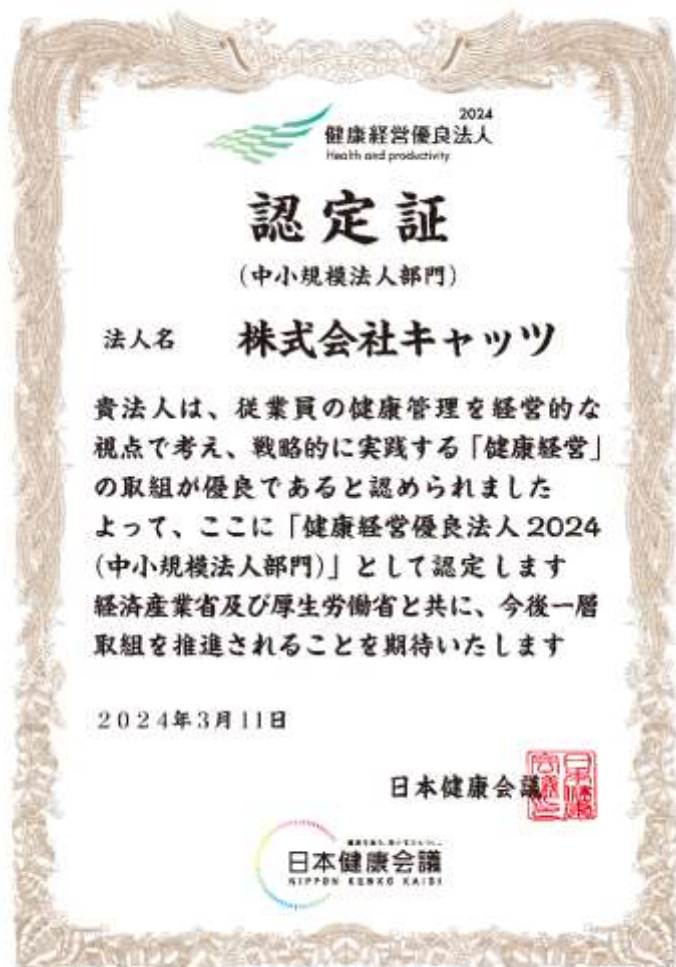 2024
健康経営優良法人
Health and productivity
認定証
(中小規模法人部門)
法人名 株式会社キャッツ
貴法人は、従業員の健康管理を経営的な
視点で考え、戦略的に実践する「健康経営」
の取組が優良であると認められました
よって、ここに「健康経営優良法人2024
(中小規模法人部門)」として認定します
経済産業省及び厚生労働省と共に、今後一層
取組を推進されることを期待いたします
2024年3月11日
日本健康会議
日本健康会議
NIPPON KENKO KAIGI